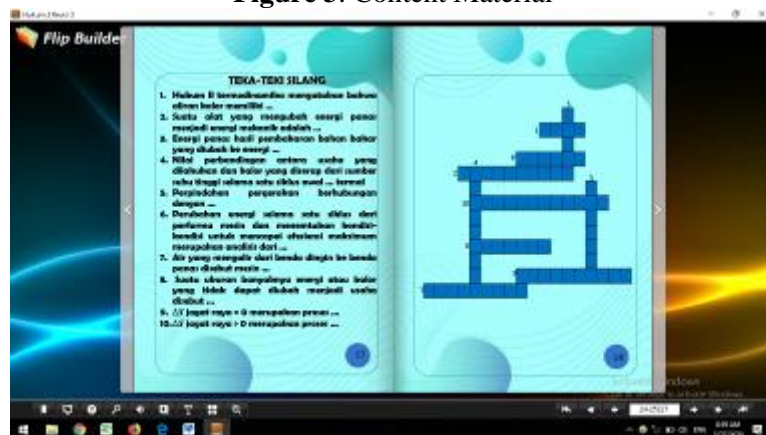 Figure 3. Content Material
Flip Builder
TEKA-TEKI SILANG
1. Hukum II termodinamika mengatakan bahwa
aliran kalor memiliki ...
2. Suatu alat yang mengubah energi panas
menjadi energi mekanik adalah ...
3. Energi panas hasil pembakaran bahan bakar
yang diubah ke energi ...
4. Nilai perbandingan antara usaha yang
dilakukan dan kalor yang diserap dari sumber
suhu tinggi selama satu siklus awal ... termal
5. Perpindahan pergerakan berhubungan
dengan ...
6. Perubahan energi selama satu siklus dari
performa mesin dan menentukan kondisi-
kondisi untuk mencapai efisiensi maksimum
merupakan analisis dari ...
7. Air yang mengalir dari benda dingin ke benda
panas disebut mesin ...
8. Suatu ukuran banyaknya energi atau kalor
yang tidak dapat diubah menjadi usaha
disebut ...
9. jagat raya = 0 merupakan proses ...
10. jagat raya > 0 merupakan proses ...
17